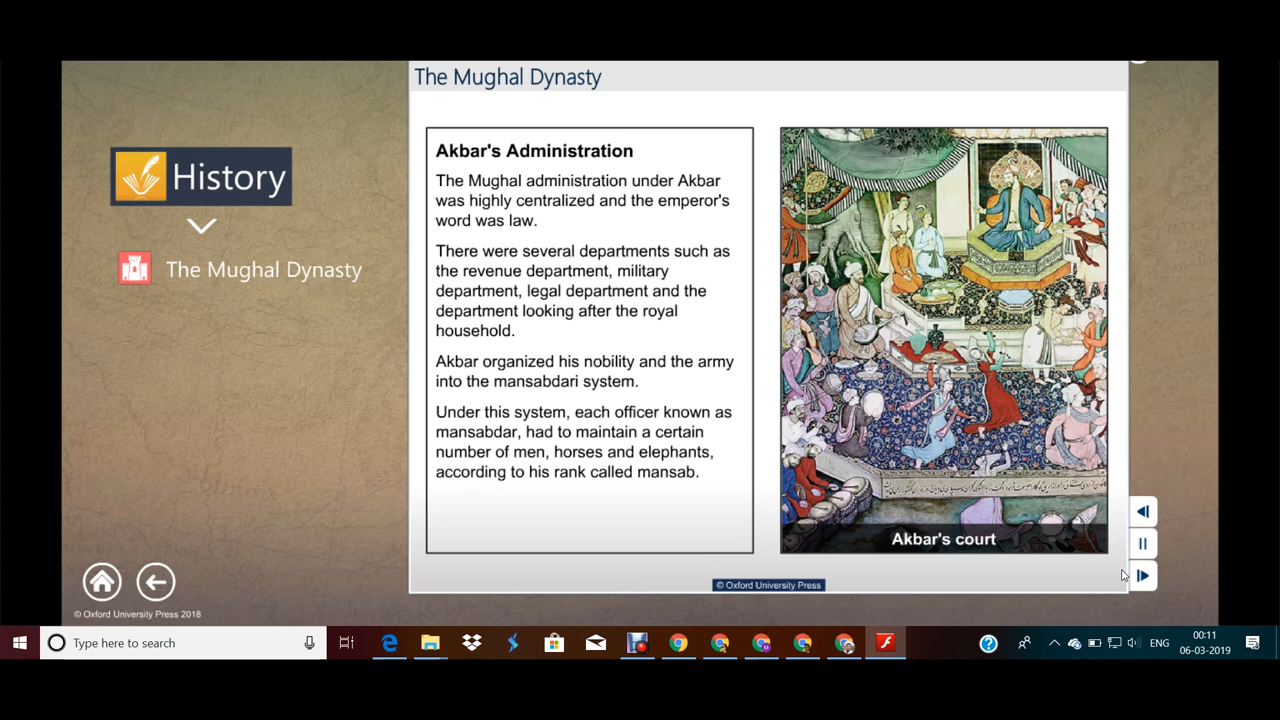 The Mughal Dynasty
History
The Mughal Dynasty
Akbar's Administration
The Mughal administration under Akbar
was highly centralized and the emperor's
word was law.
There were several departments such as
the revenue department, military
department, legal department and the
department looking after the royal
household.
Akbar organized his nobility and the army
into the mansabdari system.
Under this system, each officer known as
mansabdar, had to maintain a certain
number of men, horses and elephants,
according to his rank called mansab.
Akbar's court
© Oxford University Press
© Oxford University Press 2018
Type here to search
ENG
00:11
06-03-2019